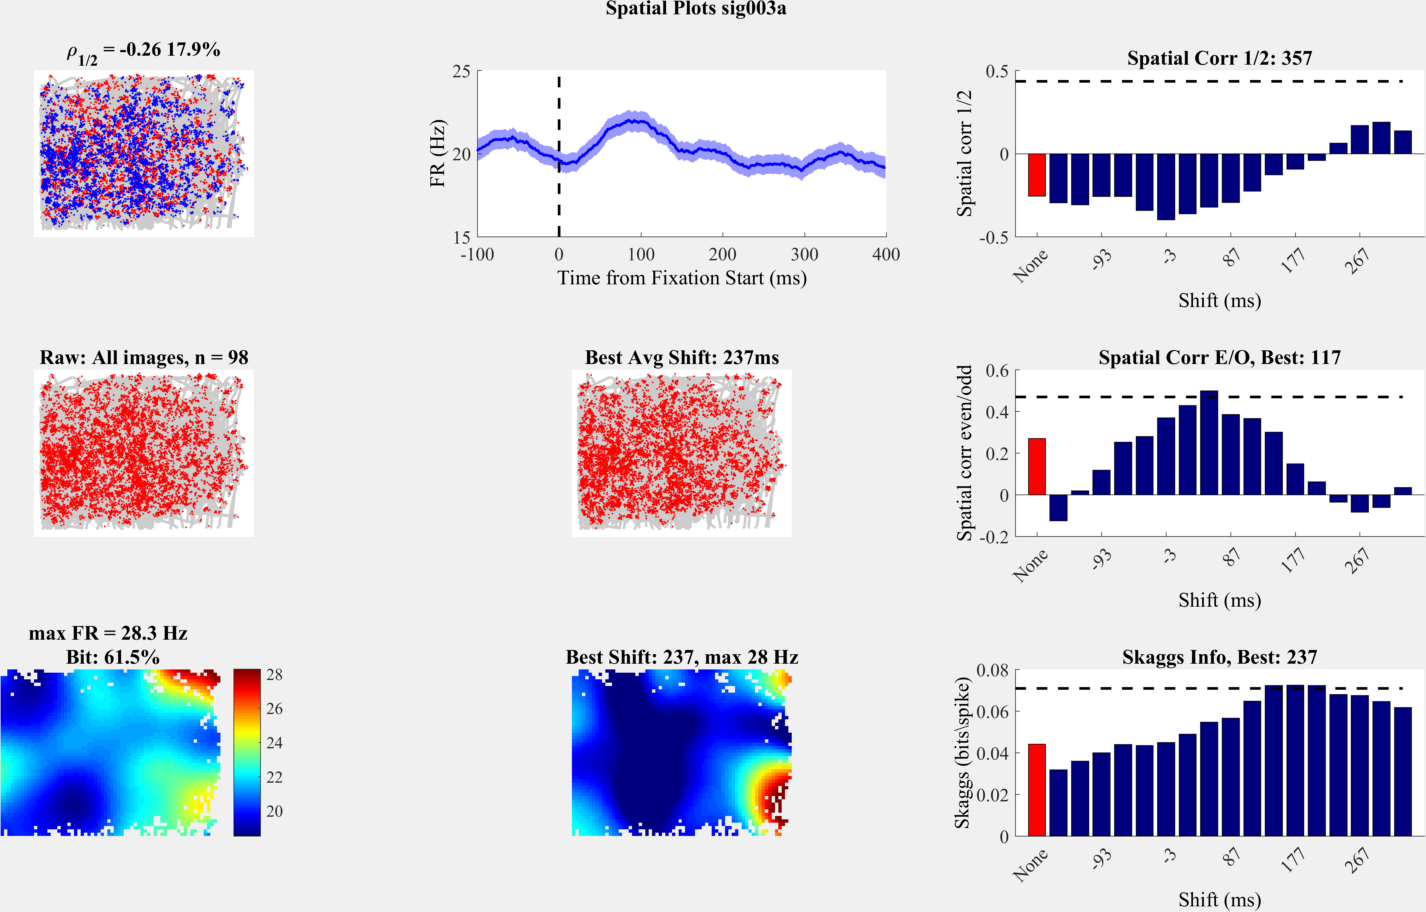 Spatial Plots sig003a
ρ1/2 = -0.26 17.9%
25
20
15
FR (Hz)
-100 0 100 200 300 400
Time from Fixation Start (ms)
Spatial Corr 1/2: 357
0.5
0
-0.5
Spatial corr 1/2
None -93 -3 87 177 267
Shift (ms)
Raw: All images, n = 98
Best Avg Shift: 237ms
Spatial Corr E/O, Best: 117
0.6
0.4
0.2
0
-0.2
Spatial corr even/odd
None -93 -3 87 177 267
Shift (ms)
max FR = 28.3 Hz
Bit: 61.5%
28
26
24
22
20
Best Shift: 237, max 28 Hz
Skaggs Info, Best: 237
0.08
0.06
0.04
0.02
0
Skaggs (bits\spike)
None -93 -3 87 177 267
Shift (ms)